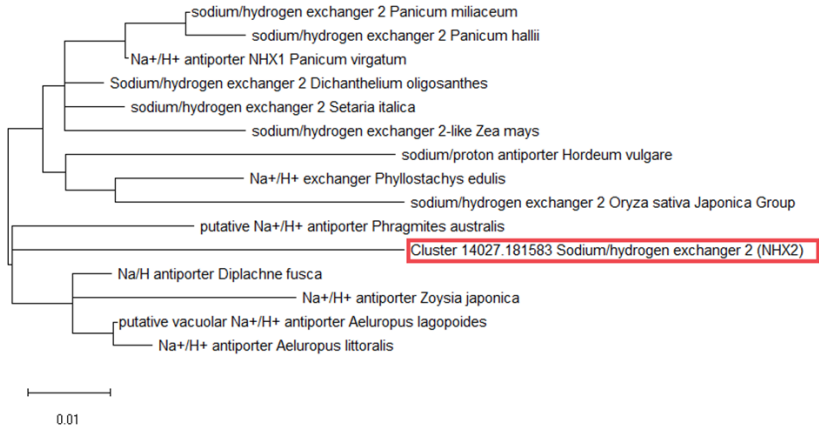 sodium/hydrogen exchanger 2 Panicum miliaceum
sodium/hydrogen exchanger 2 Panicum hallii
Na+/H+ antiporter NHX1 Panicum virgatum
Sodium/hydrogen exchanger 2 Dichanthelium oligosanthes
sodium/hydrogen exchanger 2 Setaria italica
sodium/hydrogen exchanger 2-like Zea mays
sodium/proton antiporter Hordeum vulgare
Na+/H+ exchanger Phyllostachys edulis
sodium/hydrogen exchanger 2 Oryza sativa Japonica Group
putative Na+/H+ antiporter Phragmites australis
Cluster 14027.181583 Sodium/hydrogen exchanger 2 (NHX2)
Na/H antiporter Diplachne fusca
Na+/H+ antiporter Zoysia japonica
putative vacuolar Na+/H+ antiporter Aeluropus lagopoides
Na+/H+ antiporter Aeluropus littoralis
0.01